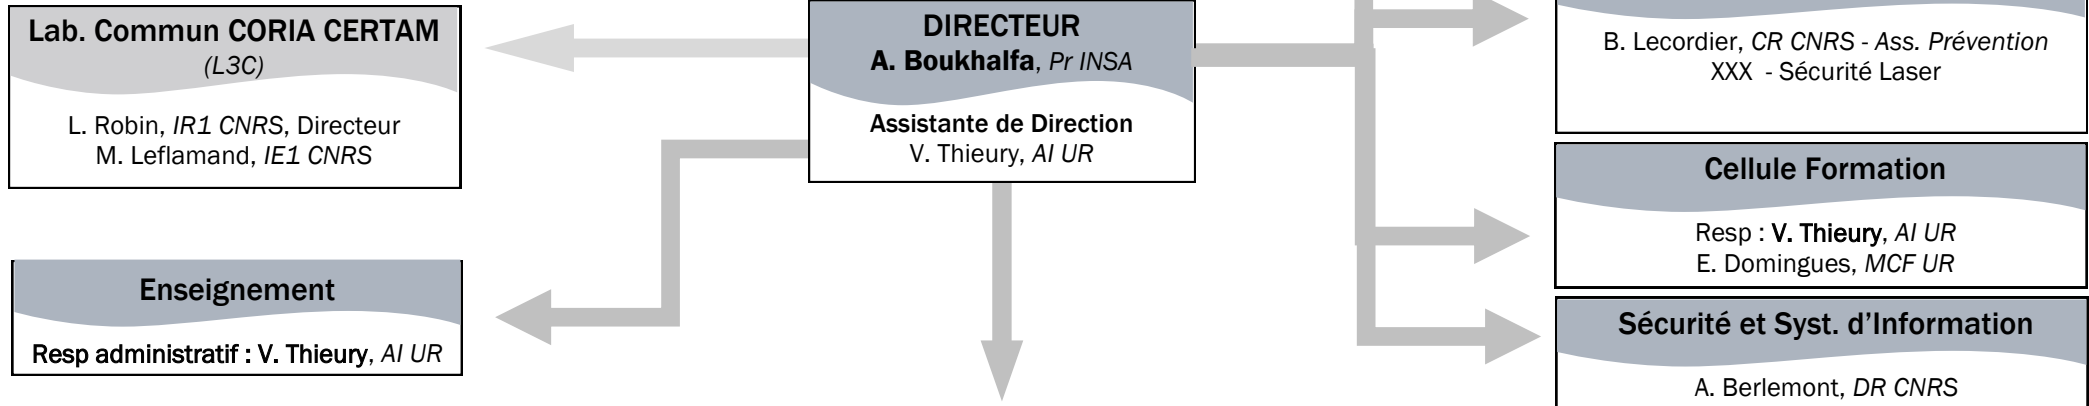 Lab. Commun CORIA CERTAM
(L3C)
L. Robin, IR1 CNRS, Directeur
M. Leflamand, IE1 CNRS
Enseignement
Resp administratif : V. Thieury, AI UR
DIRECTEUR
A. Boukhalfa, Pr INSA
Assistante de Direction
V. Thieury, AI UR
B. Lecordier, CR CNRS - Ass. Prévention
XXX - Sécurité Laser
Cellule Formation
Resp : V. Thieury, AI UR
E. Domingues, MCF UR
Sécurité et Syst. d'Information
A. Berlemont, DR CNRS